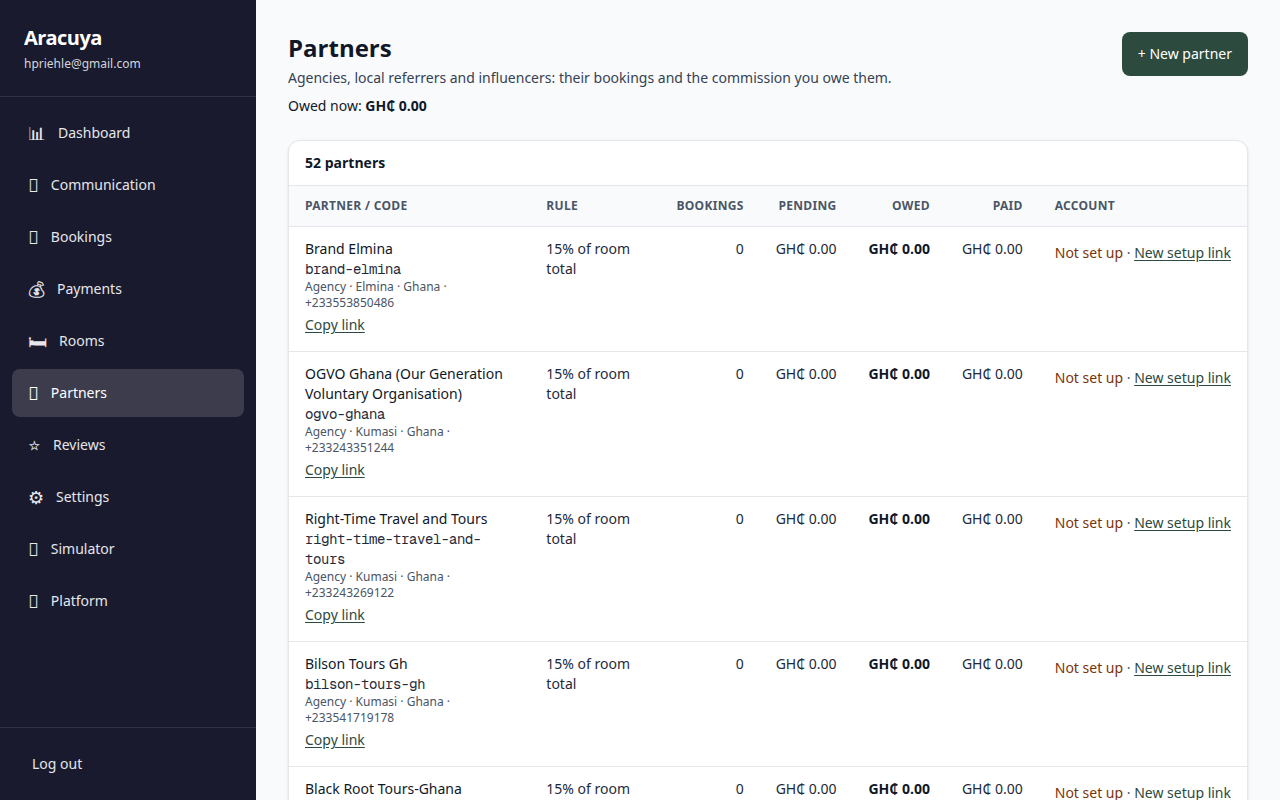 Aracuya
hpriehle@gmail.com
Dashboard
Communication
Bookings
Payments
Rooms
Partners
Reviews
Settings
Simulator
Platform
Log out
Partners
Agencies, local referrers and influencers: their bookings and the commission you owe them.
Owed now: GH₵ 0.00
+ New partner
52 partners
PARTNER / CODE RULE BOOKINGS PENDING OWED PAID ACCOUNT
Brand Elmina 15% of room 0 GH₵ 0.00 GH₵ 0.00 GH₵ 0.00 Not set up · New setup link
brand-elmina total
Agency · Elmina · Ghana ·
+233553850486
Copy link
OGVO Ghana (Our Generation 15% of room 0 GH₵ 0.00 GH₵ 0.00 GH₵ 0.00 Not set up · New setup link
Voluntary Organisation) total
ogvo-ghana
Agency · Kumasi · Ghana ·
+233243351244
Copy link
Right-Time Travel and Tours 15% of room 0 GH₵ 0.00 GH₵ 0.00 GH₵ 0.00 Not set up · New setup link
right-time-travel-and- total
tours
Agency · Kumasi · Ghana ·
+233243269122
Copy link
Bilson Tours Gh 15% of room 0 GH₵ 0.00 GH₵ 0.00 GH₵ 0.00 Not set up · New setup link
bilson-tours-gh total
Agency · Kumasi · Ghana ·
+233541719178
Copy link
Black Root Tours-Ghana 15% of room 0 GH₵ 0.00 GH₵ 0.00 GH₵ 0.00 Not set up · New setup link